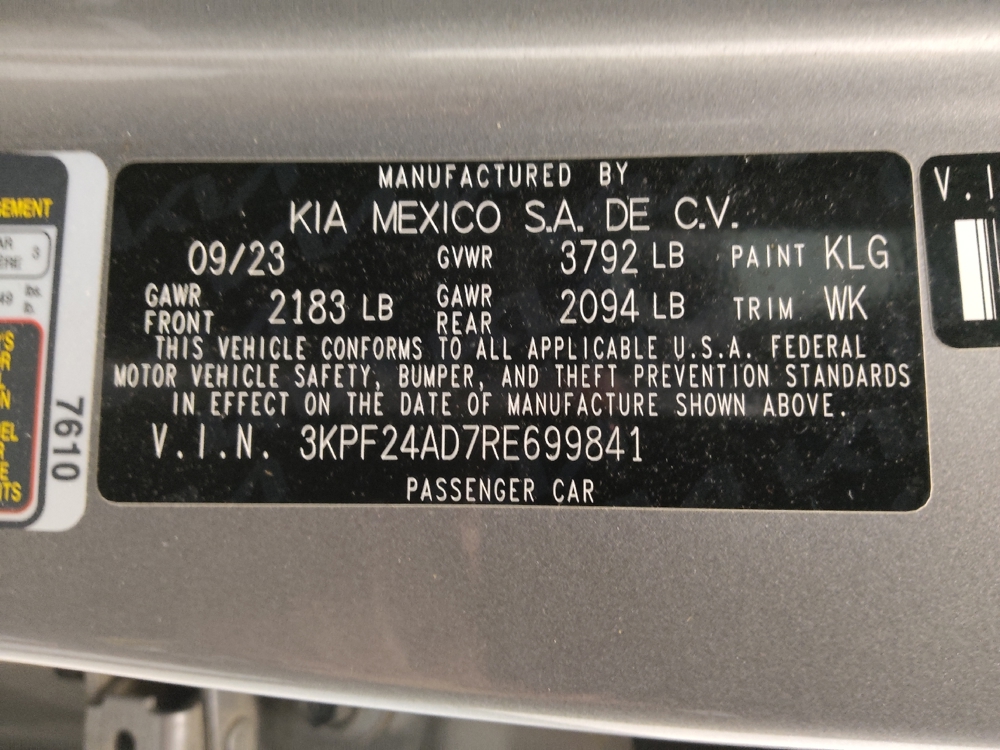 MANUFACTURED BY
KIA MEXICO S.A. DE C.V.
09/23 GVWR 3792 LB PAINT KLG
GAWR FRONT 2183 LB GAWR REAR 2094 LB TRIM WK
THIS VEHICLE CONFORMS TO ALL APPLICABLE U.S.A. FEDERAL
MOTOR VEHICLE SAFETY, BUMPER, AND THEFT PREVENTION STANDARDS
IN EFFECT ON THE DATE OF MANUFACTURE SHOWN ABOVE.
V.I.N. 3KPF24AD7RE699841
PASSENGER CAR
7610
3
lbs.
V.I